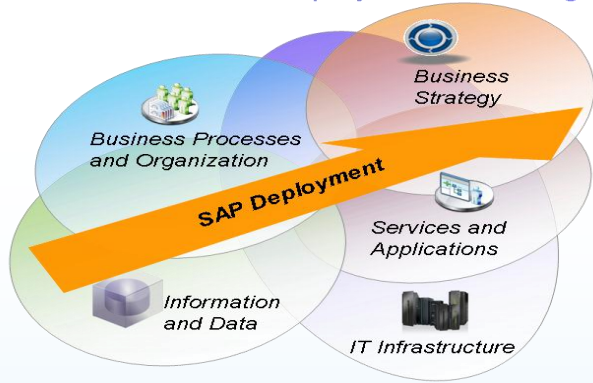 Business
Strategy
Business Processes
and Organization
SAP Deployment
Services and
Applications
Information
and Data
IT Infrastructure